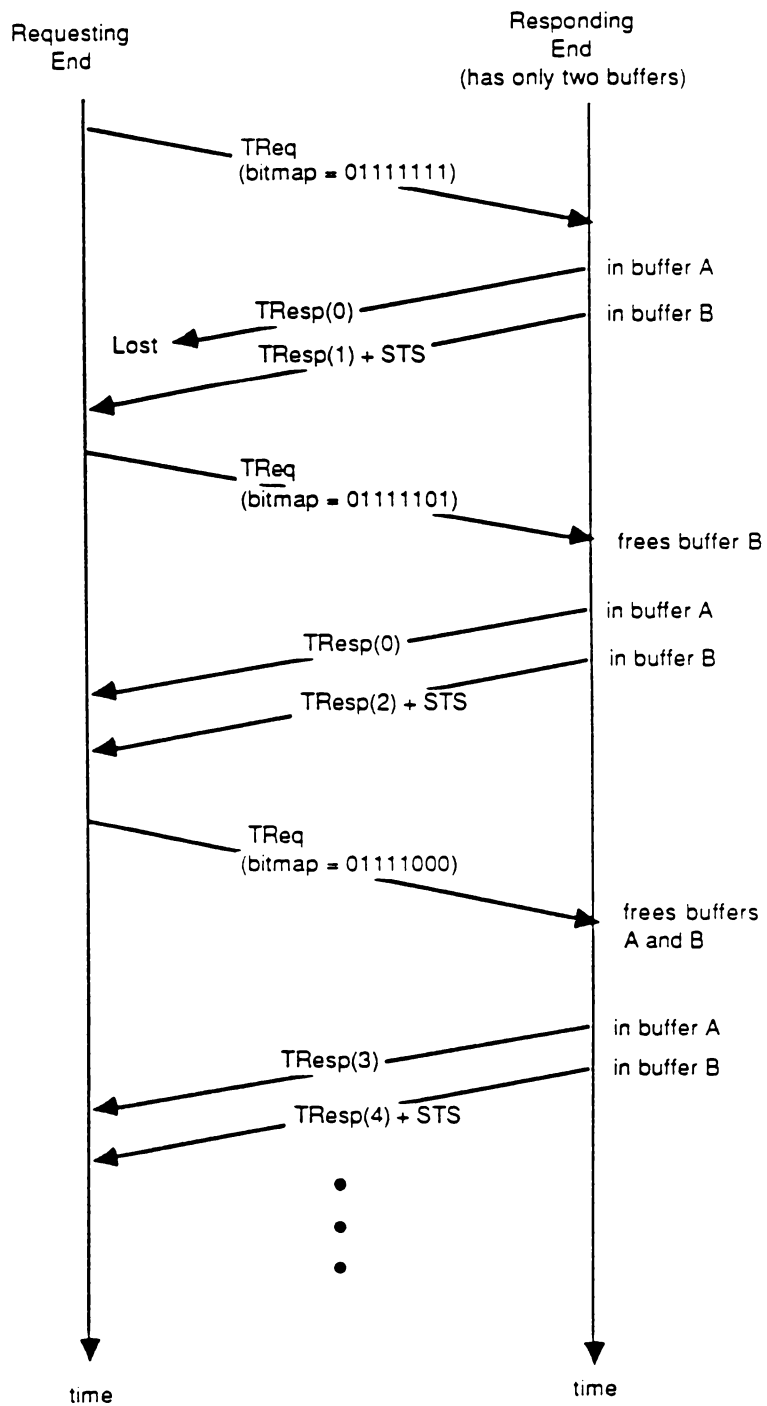 Requesting
End
Responding
End
(has only two buffers)
TReq
(bitmap = 01111111)
in buffer A
TResp(0)
in buffer B
Lost
TResp(1) + STS
TReq
(bitmap = 01111101)
frees buffer B
in buffer A
TResp(0)
in buffer B
TResp(2) + STS
TReq
(bitmap = 01111000)
frees buffers
A and B
in buffer A
TResp(3)
in buffer B
TResp(4) + STS
time
time